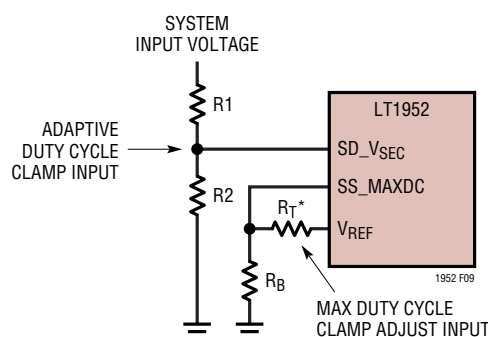 SYSTEM
INPUT VOLTAGE
R1
ADAPTIVE
DUTY CYCLE
CLAMP INPUT
R2
LT1952
SD_VSEC
SS_MAXDC
RT*
VREF
RB
1952 F09
MAX DUTY CYCLE
CLAMP ADJUST INPUT